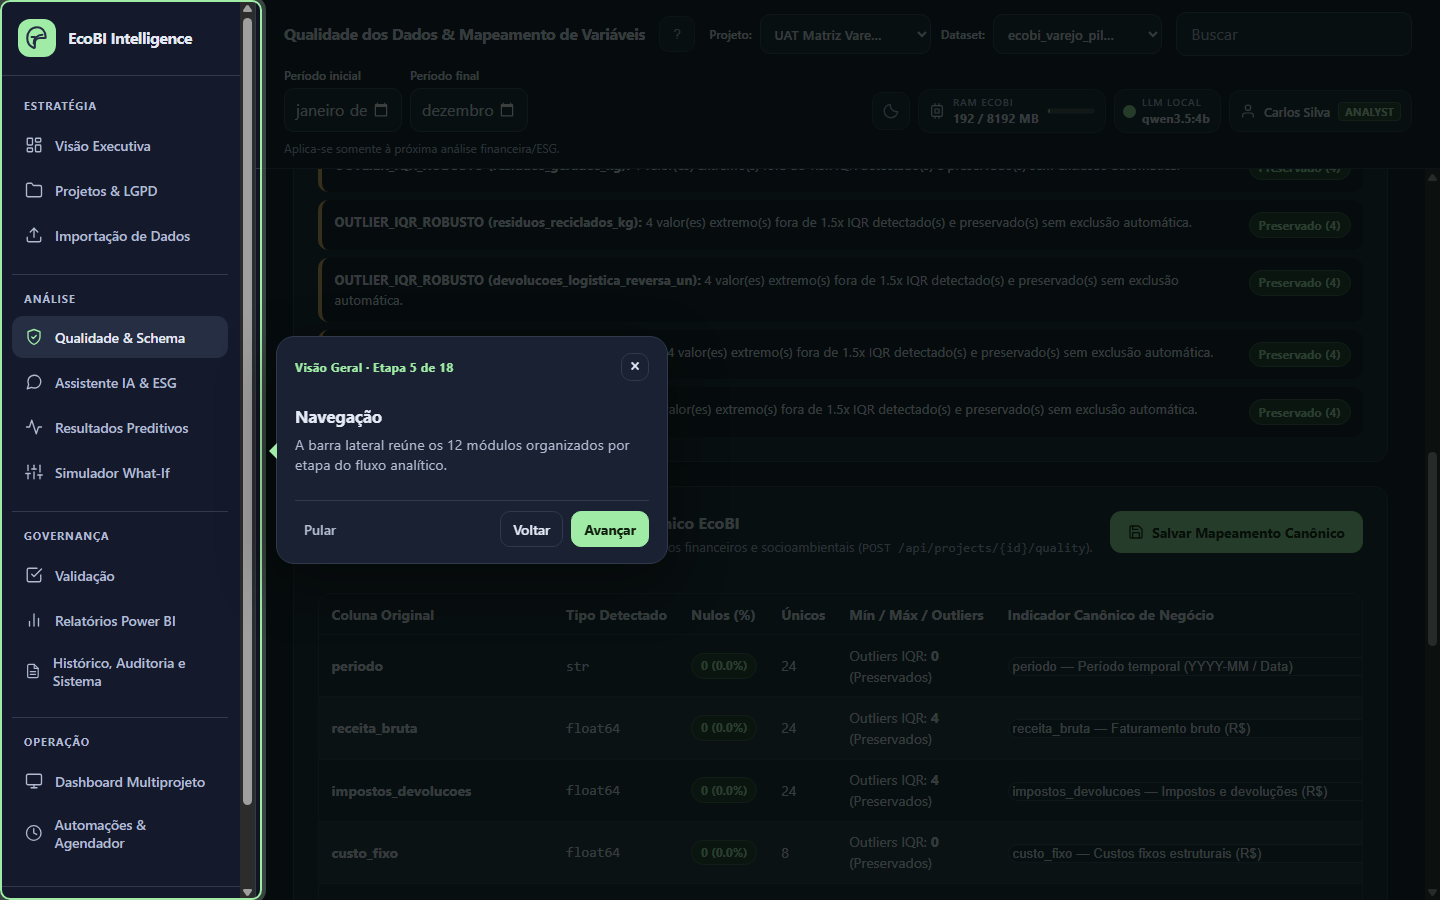 EcoBI Intelligence
ESTRATÉGIA
Visão Executiva
Projetos & LGPD
Importação de Dados
ANÁLISE
Qualidade & Schema
Assistente IA & ESG
Resultados Preditivos
Simulador What-If
GOVERNANÇA
Validação
Relatórios Power BI
Histórico, Auditoria e
Sistema
OPERAÇÃO
Dashboard Multiprojeto
Automações &
Agendador
Qualidade dos Dados & Mapeamento de Variáveis
?
Projeto:
UAT Matriz Vare...
Dataset:
ecobi_varejo_pil...
Buscar
Período inicial
Período final
janeiro de
dezembro
Aplica-se somente à próxima análise financeira/ESG.
RAM ECOBI
192 / 8192 MB
LLM LOCAL
qwen3.5:4b
Carlos Silva ANALYST
Preservado (4)
OUTLIER_IQR_ROBUSTO (residuos_reciclados_kg): 4 valor(es) extremo(s) fora de 1.5x IQR detectado(s) e preservado(s) sem exclusão automática.
Preservado (4)
OUTLIER_IQR_ROBUSTO (devolucoes_logistica_reversa_un): 4 valor(es) extremo(s) fora de 1.5x IQR detectado(s) e preservado(s) sem exclusão
automática.
Preservado (4)
4 valor(es) extremo(s) fora de 1.5x IQR detectado(s) e preservado(s) sem exclusão automática.
Preservado (4)
alor(es) extremo(s) fora de 1.5x IQR detectado(s) e preservado(s) sem exclusão automática.
Preservado (4)
Visão Geral · Etapa 5 de 18
Navegação
A barra lateral reúne os 12 módulos organizados por
etapa do fluxo analítico.
Pular
Voltar
Avançar
ico EcoBI
os financeiros e socioambientais (POST /api/projects/{id}/quality).
Salvar Mapeamento Canônico
Coluna Original Tipo Detectado Nulos (%) Únicos Mín / Máx / Outliers Indicador Canônico de Negócio
periodo str 0 (0.0%) 24 Outliers IQR: 0 (Preservados) periodo — Período temporal (YYYY-MM / Data)
receita_bruta float64 0 (0.0%) 24 Outliers IQR: 4 (Preservados) receita_bruta — Faturamento bruto (R$)
impostos_devolucoes float64 0 (0.0%) 24 Outliers IQR: 4 (Preservados) impostos_devolucoes — Impostos e devoluções (R$)
custo_fixo float64 0 (0.0%) 8 Outliers IQR: 0 (Preservados) custo_fixo — Custos fixos estruturais (R$)